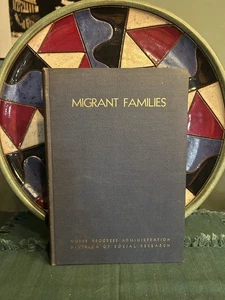 MIGRANT FAMILIES
WORKS PROGRESS ADMINISTRATION
DIVISION OF SOCIAL RESEARCH